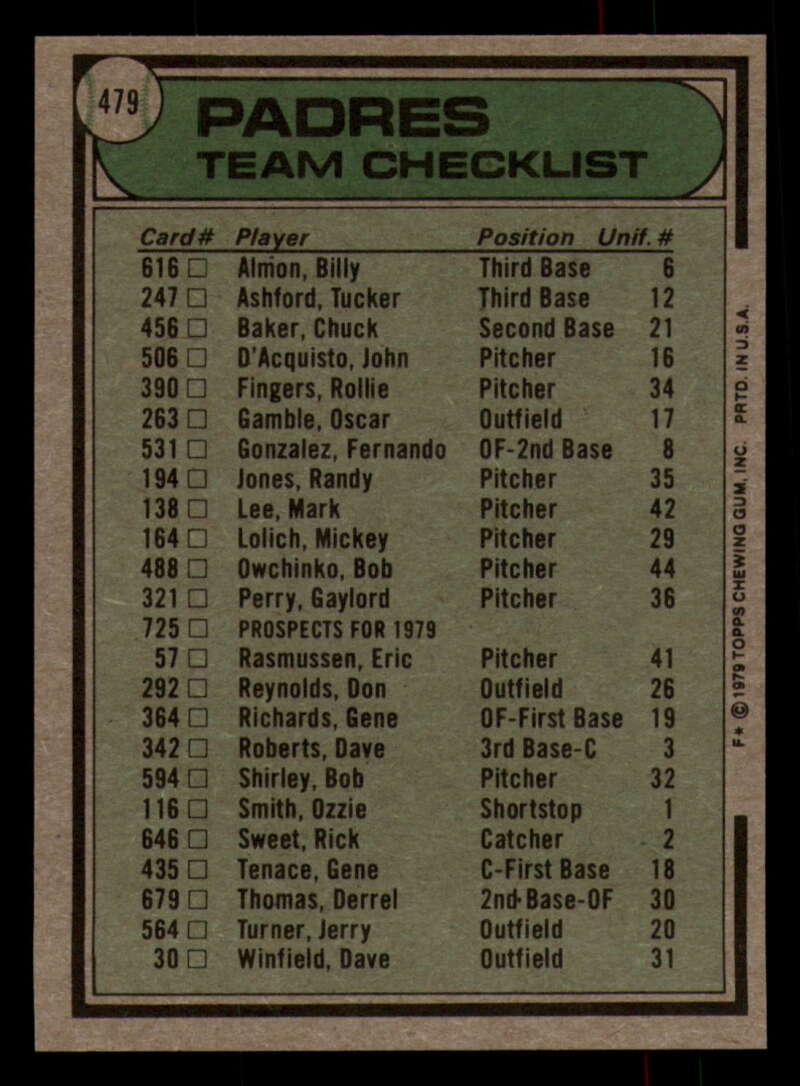 479
PADRES
TEAM CHECKLIST
Card# Player Position Unif. #
616 □ Almon, Billy Third Base 6
247 □ Ashford, Tucker Third Base 12
456 □ Baker, Chuck Second Base 21
506 □ D'Acquisto, John Pitcher 16
390 □ Fingers, Rollie Pitcher 34
263 □ Gamble, Oscar Outfield 17
531 □ Gonzalez, Fernando OF-2nd Base 8
194 □ Jones, Randy Pitcher 35
138 □ Lee, Mark Pitcher 42
164 □ Lolich, Mickey Pitcher 29
488 □ Owchinko, Bob Pitcher 44
321 □ Perry, Gaylord Pitcher 36
725 □ PROSPECTS FOR 1979
57 □ Rasmussen, Eric Pitcher 41
292 □ Reynolds, Don Outfield 26
364 □ Richards, Gene OF-First Base 19
342 □ Roberts, Dave 3rd Base-C 3
594 □ Shirley, Bob Pitcher 32
116 □ Smith, Ozzie Shortstop 1
646 □ Sweet, Rick Catcher 2
435 □ Tenace, Gene C-First Base 18
679 □ Thomas, Derrel 2nd-Base-OF 30
564 □ Turner, Jerry Outfield 20
30 □ Winfield, Dave Outfield 31
F* © 1979 TOPPS CHEWING GUM, INC. PRTD. IN U.S.A.